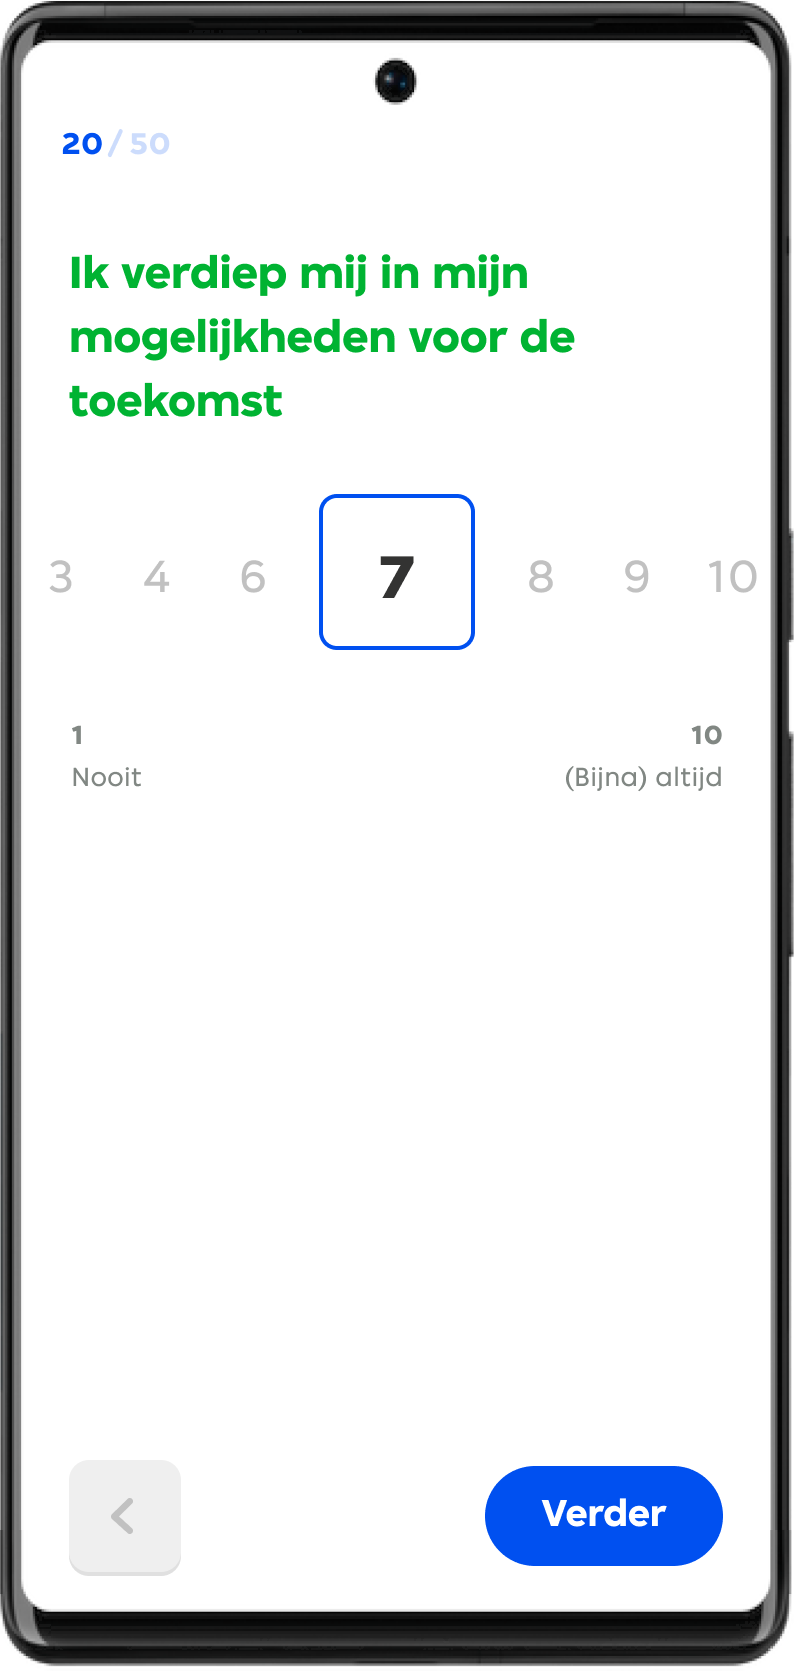 20 / 50
Ik verdiep mij in mijn
mogelijkheden voor de
toekomst
3 4 6 7 8 9 10
1 10
Nooit (Bijna) altijd
Verder